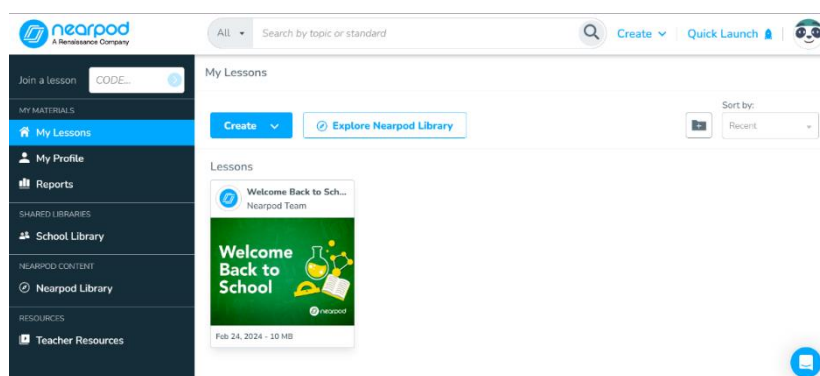 nearpod
A Renaissance Company
All
Search by topic or standard
Create
Quick Launch
Join a lesson
CODE...
MY MATERIALS
My Lessons
My Profile
Reports
SHARED LIBRARIES
School Library
NEARPOD CONTENT
Nearpod Library
RESOURCES
Teacher Resources
My Lessons
Create
Explore Nearpod Library
Sort by:
Recent
Lessons
Welcome Back to Sch...
Nearpod Team
Welcome
Back to
School
nearpod
Feb 24, 2024 - 10 MB